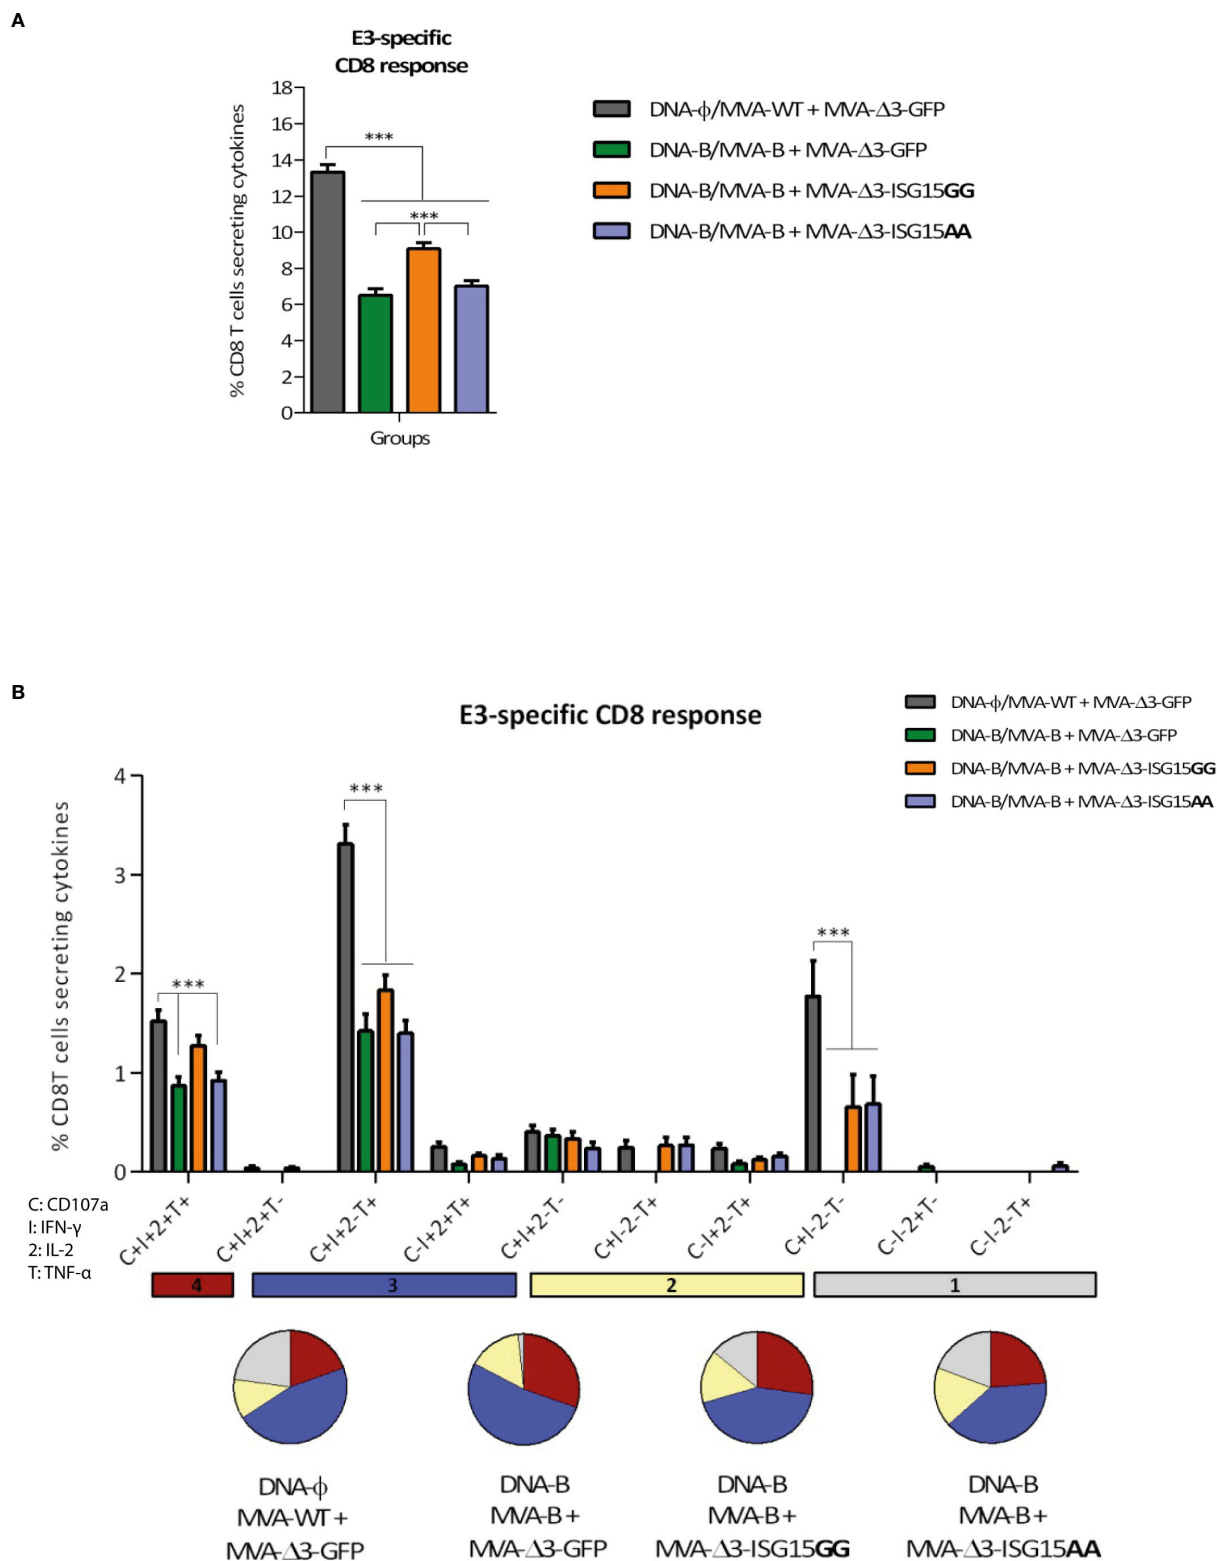 A
E3-specific
CD8 response
% CD8 T cells secreting cytokines
18
16
14
12
10
8
6
4
2
0
***
***
Groups
DNA-ϕ/MVA-WT + MVA-Δ3-GFP
DNA-B/MVA-B + MVA-Δ3-GFP
DNA-B/MVA-B + MVA-Δ3-ISG15GG
DNA-B/MVA-B + MVA-Δ3-ISG15AA
B
E3-specific CD8 response
DNA-ϕ/MVA-WT + MVA-Δ3-GFP
DNA-B/MVA-B + MVA-Δ3-GFP
DNA-B/MVA-B + MVA-Δ3-ISG15GG
DNA-B/MVA-B + MVA-Δ3-ISG15AA
% CD8T cells secreting cytokines
4
3
2
1
0
***
***
***
C+I+2+T+
C+I+2+T-
C+I+2-T+
C-I+2+T+
C+I+2+T-
C+I-2-T+
C-I+2+T+
C+I-2-T-
C-I-2+T-
C-I-2-T+
C: CD107a
I: IFN-γ
2: IL-2
T: TNF-α
4
3
2
1
DNA-ϕ
MVA-WT +
MVA-Δ3-GFP
DNA-B
MVA-B +
MVA-Δ3-GFP
DNA-B
MVA-B +
MVA-Δ3-ISG15GG
DNA-B
MVA-B +
MVA-Δ3-ISG15AA